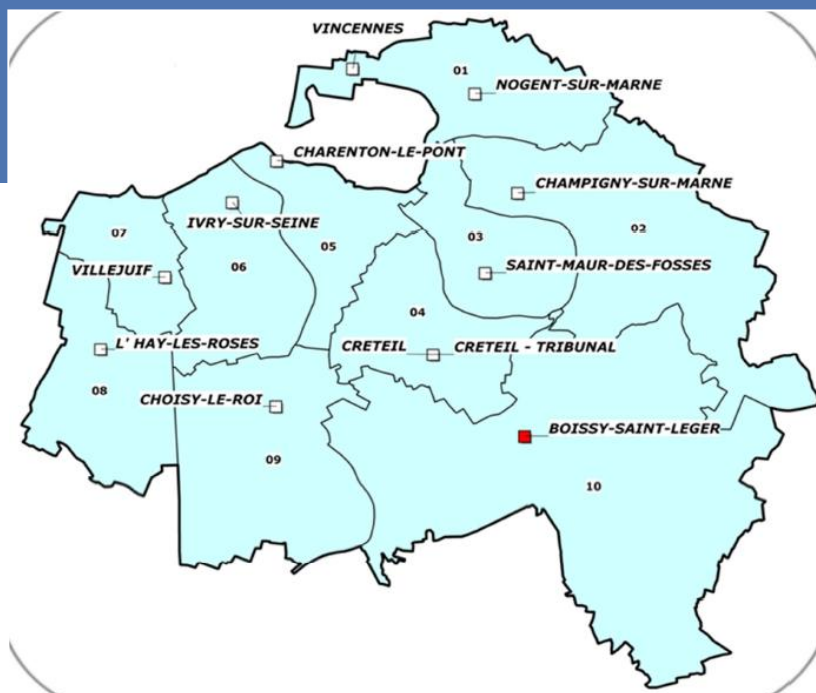 VINCENNES
01
NOGENT-SUR-MARNE
CHARENTON-LE-PONT
CHAMPIGNY-SUR-MARNE
IVRY-SUR-SEINE
07
05
03
02
VILLEJUIF
06
SAINT-MAUR-DES-FOSSES
04
L' HAY-LES-ROSES
CRETEIL
CRETEIL - TRIBUNAL
08
CHOISY-LE-ROI
BOISSY-SAINT-LEGER
09
10